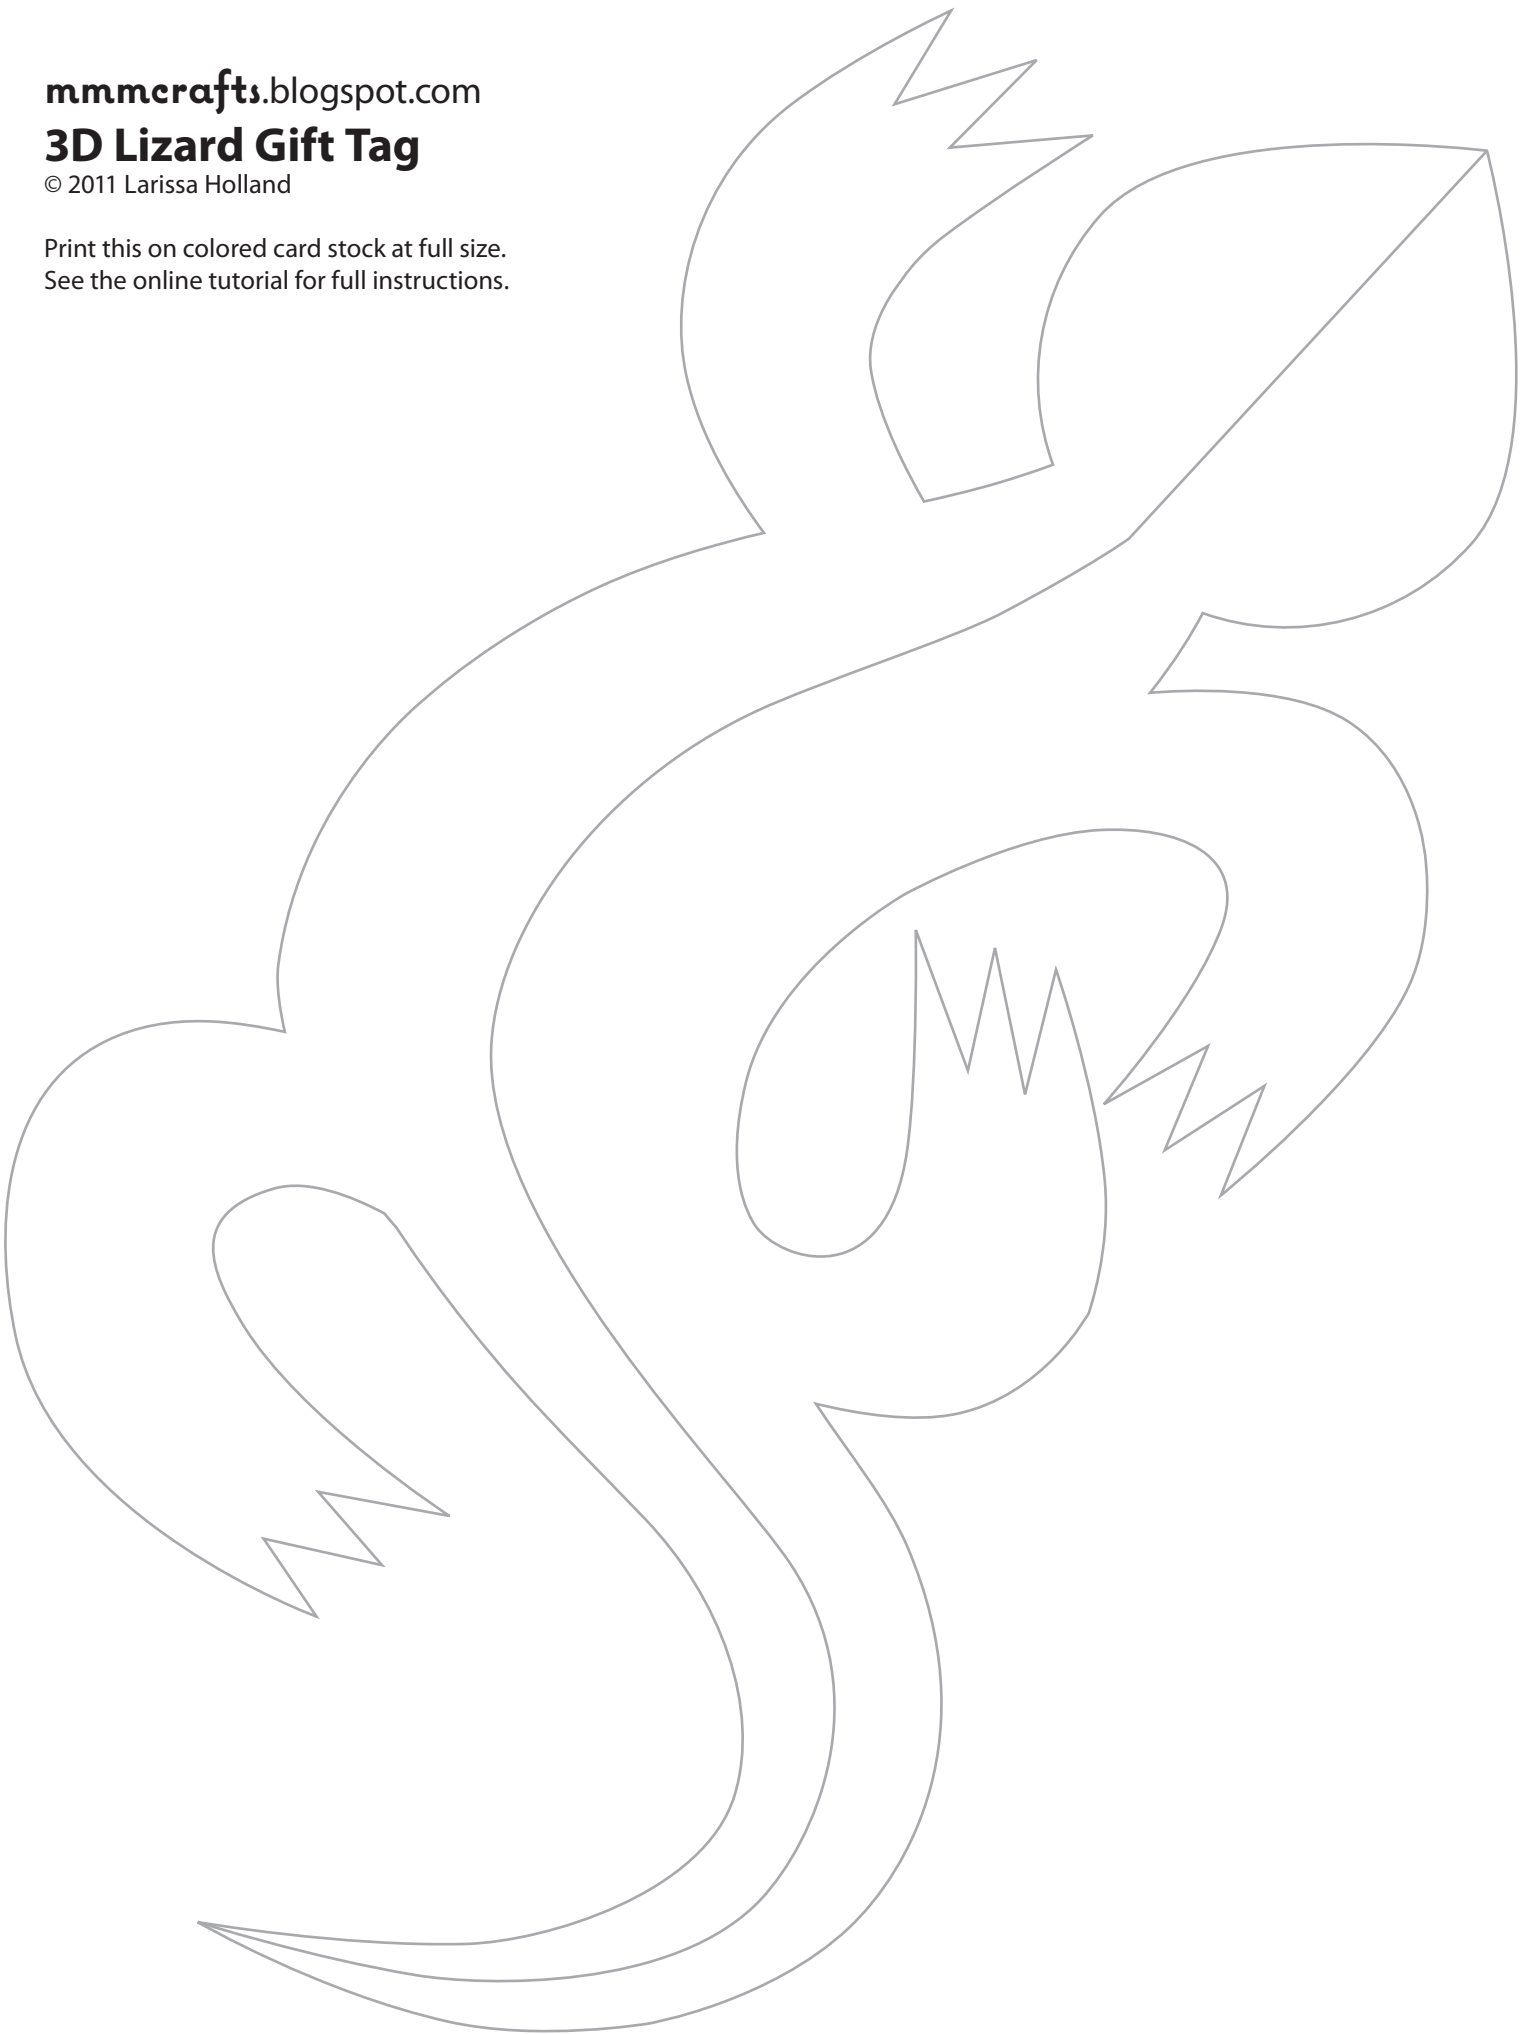 mmmcrafts.blogspot.com
3D Lizard Gift Tag
© 2011 Larissa Holland
Print this on colored card stock at full size.
See the online tutorial for full instructions.